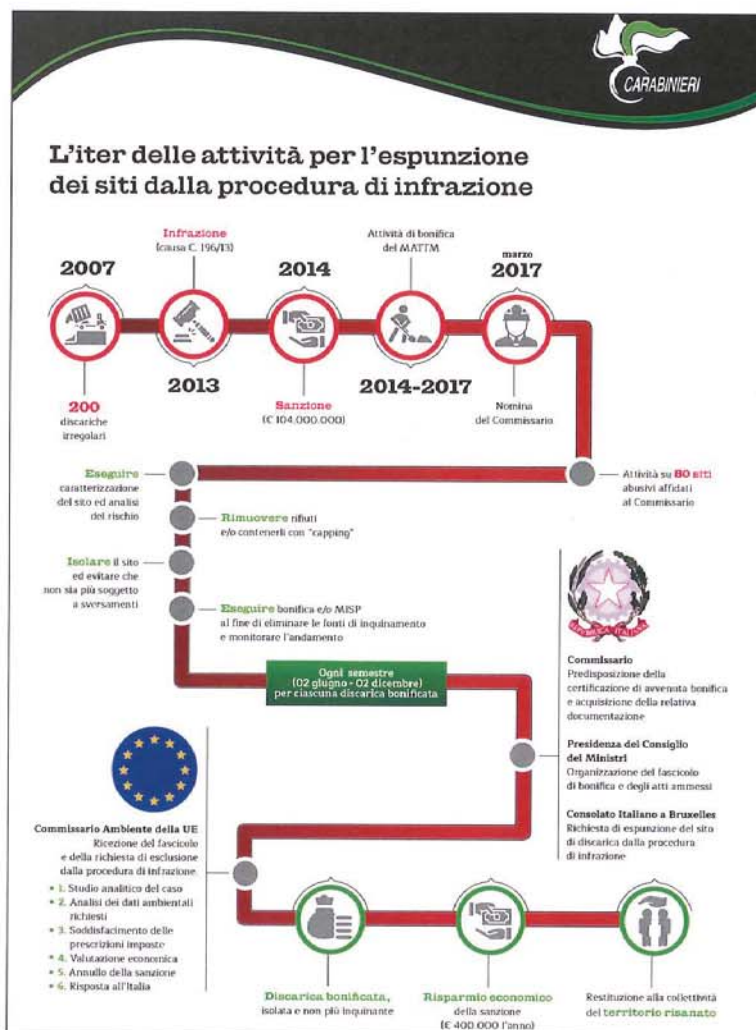 CARABINIERI
L'iter delle attività per l'espunzione
dei siti dalla procedura di infrazione
2007
200
discariche
irregolari
Infrazione
(causa C. 196/13)
2013
2014
Sanzione
(€ 104.000.000)
Attività di bonifica
del MATTM
2014-2017
marzo
2017
Nomina
del Commissario
Attività su 80 siti
abusivi affidati
al Commissario
Eseguire
caratterizzazione
del sito ed analisi
del rischio
Rimuovere rifiuti
e/o contenerli con "capping"
Isolare il sito
ed evitare che
non sia più soggetto
a sversamenti
Eseguire bonifica e/o MISP
al fine di eliminare le fonti di inquinamento
e monitorare l'andamento
Ogni semestre
(02 giugno - 02 dicembre)
per ciascuna discarica bonificata
REPUBBLICA ITALIANA
Commissario
Predisposizione della
certificazione di avvenuta bonifica
e acquisizione della relativa
documentazione
Presidenza del Consiglio
dei Ministri
Organizzazione del fascicolo
di bonifica e degli atti ammessi
Consolato Italiano a Bruxelles
Richiesta di espunzione del sito
di discarica dalla procedura
di infrazione
Commissario Ambiente della UE
Ricezione del fascicolo
e della richiesta di esclusione
dalla procedura di infrazione
• 1. Studio analitico del caso
• 2. Analisi dei dati ambientali
richiesti
• 3. Soddisfacimento delle
prescrizioni imposte
• 4. Valutazione economica
• 5. Annullo della sanzione
• 6. Risposta all'Italia
Discarica bonificata,
isolata e non più inquinante
Risparmio economico
della sanzione
(€ 400.000 l'anno)
Restituzione alla collettività
del territorio risanato